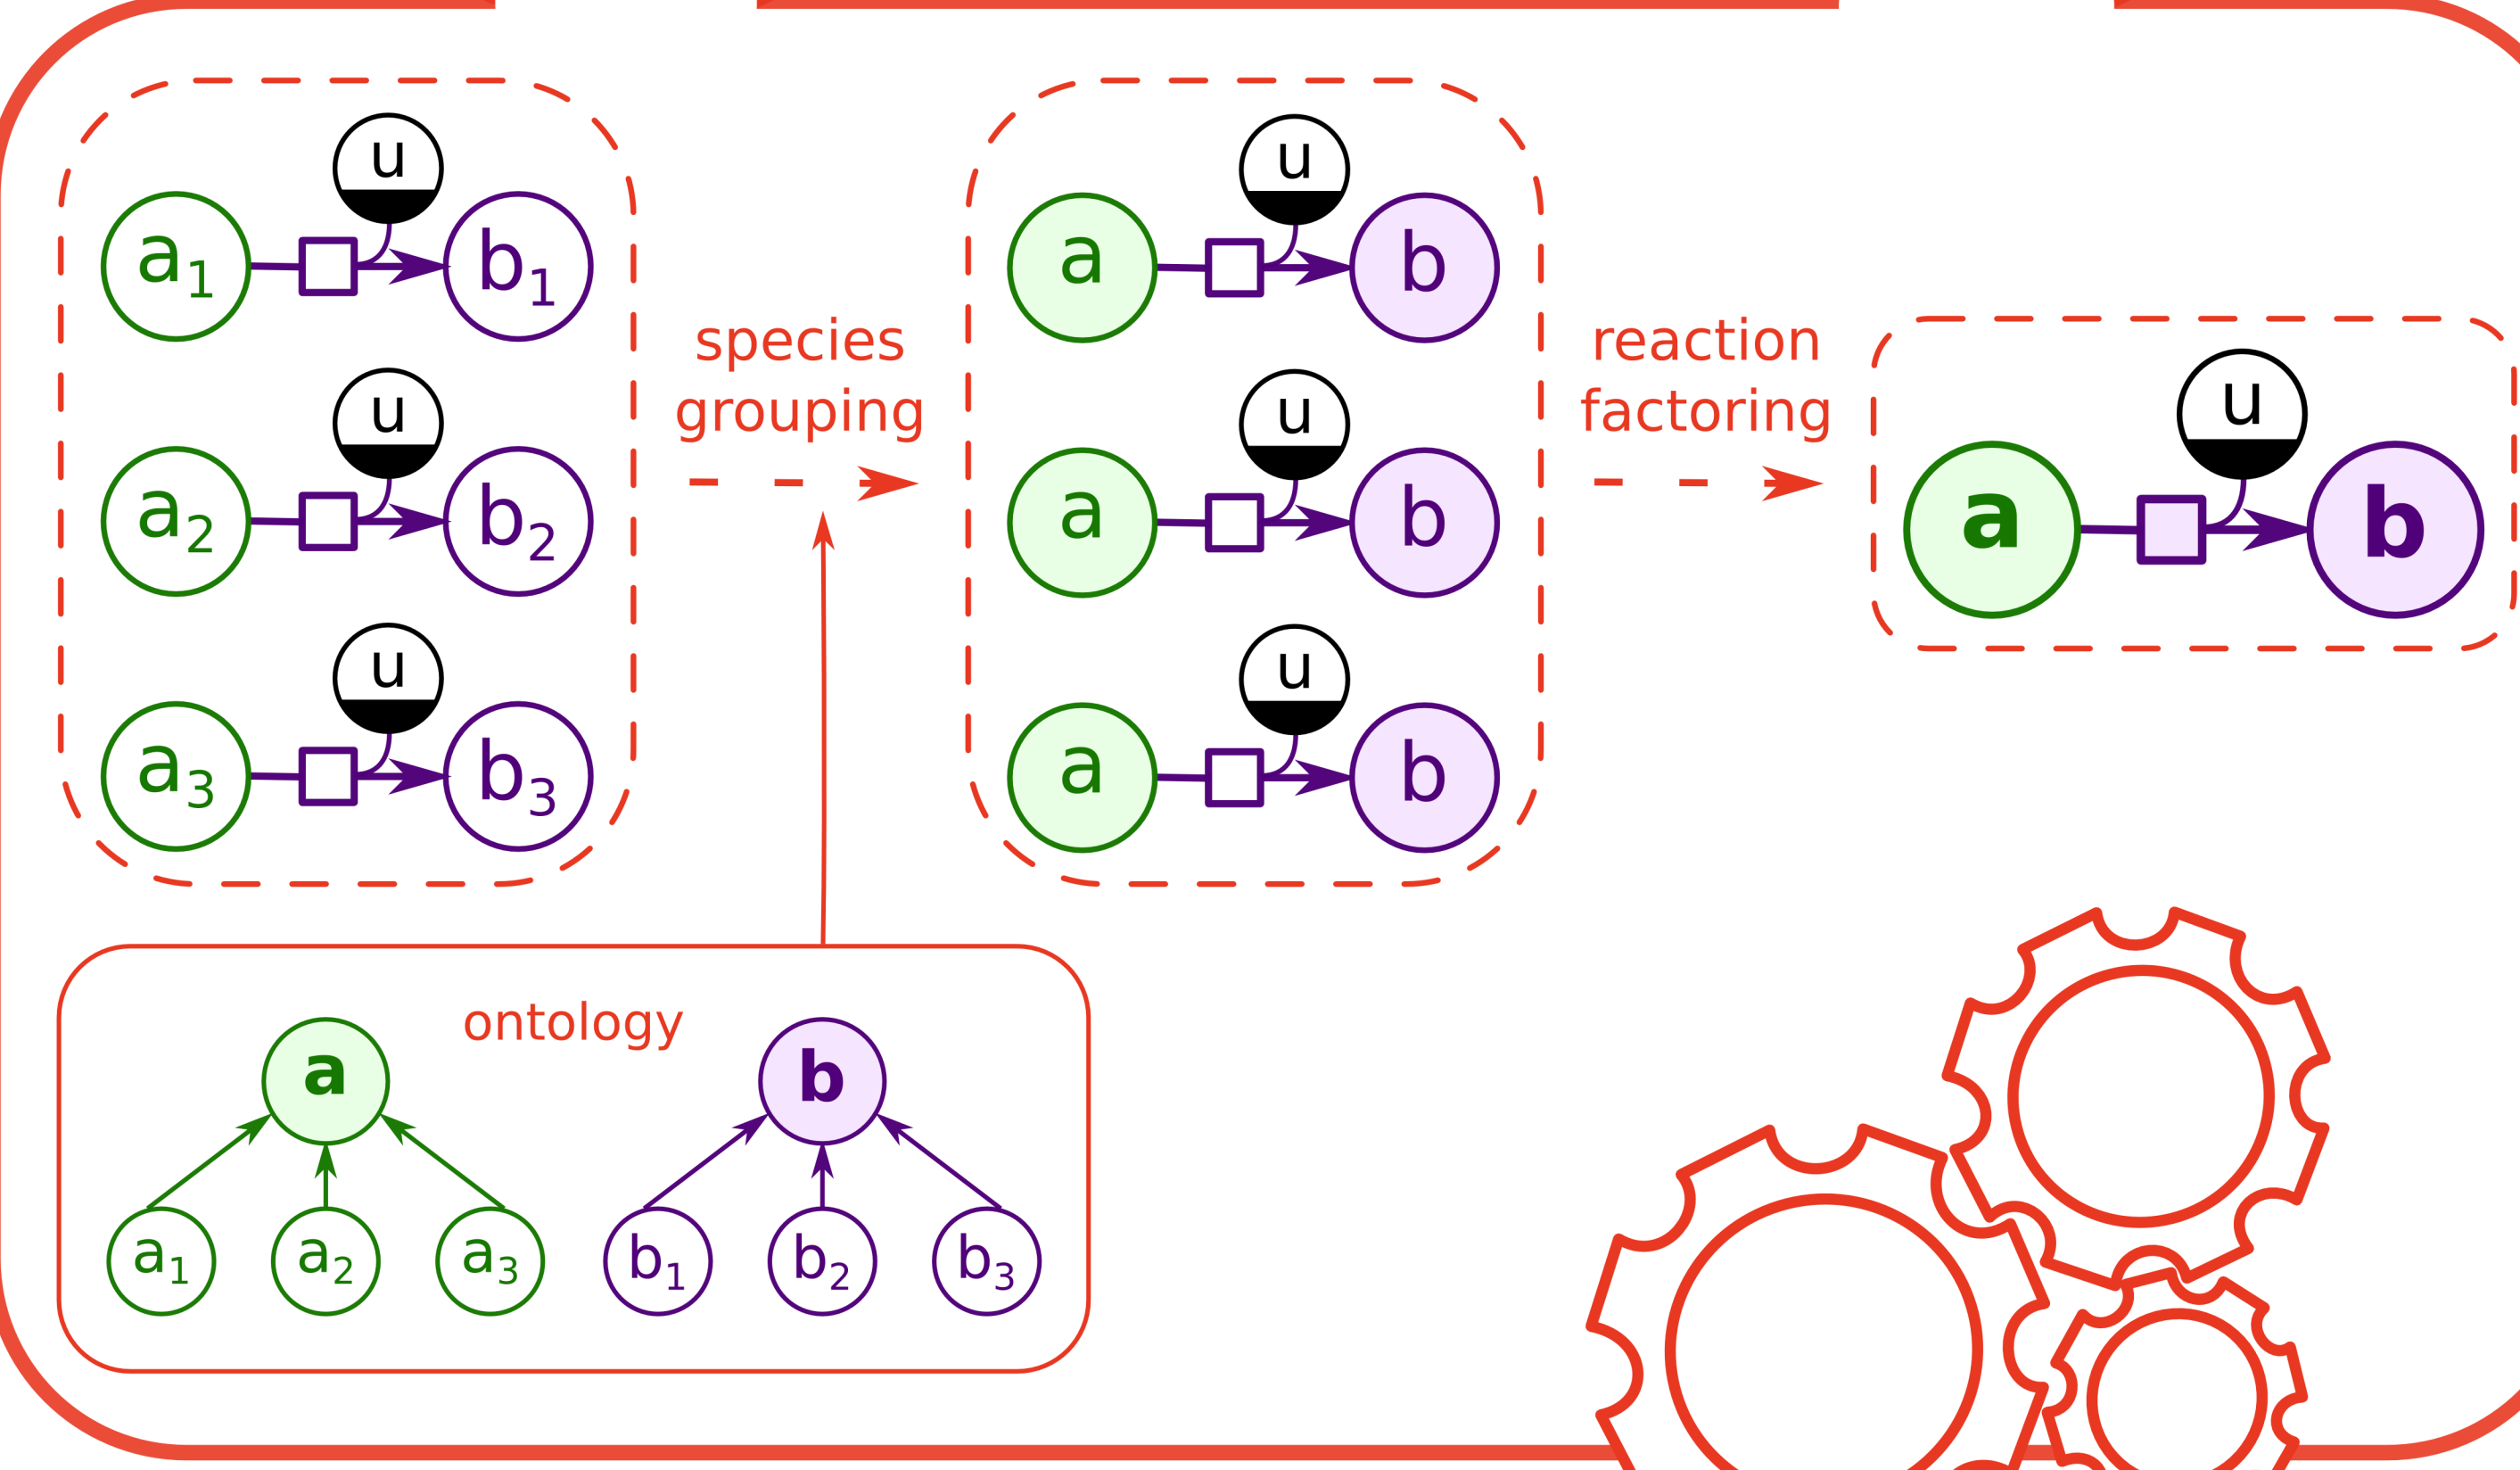 u
a1
b1
u
a2
b2
u
a3
b3
species
grouping
u
a
b
u
a
b
u
a
b
reaction
factoring
u
a
b
ontology
a
b
a1
a2
a3
b1
b2
b3